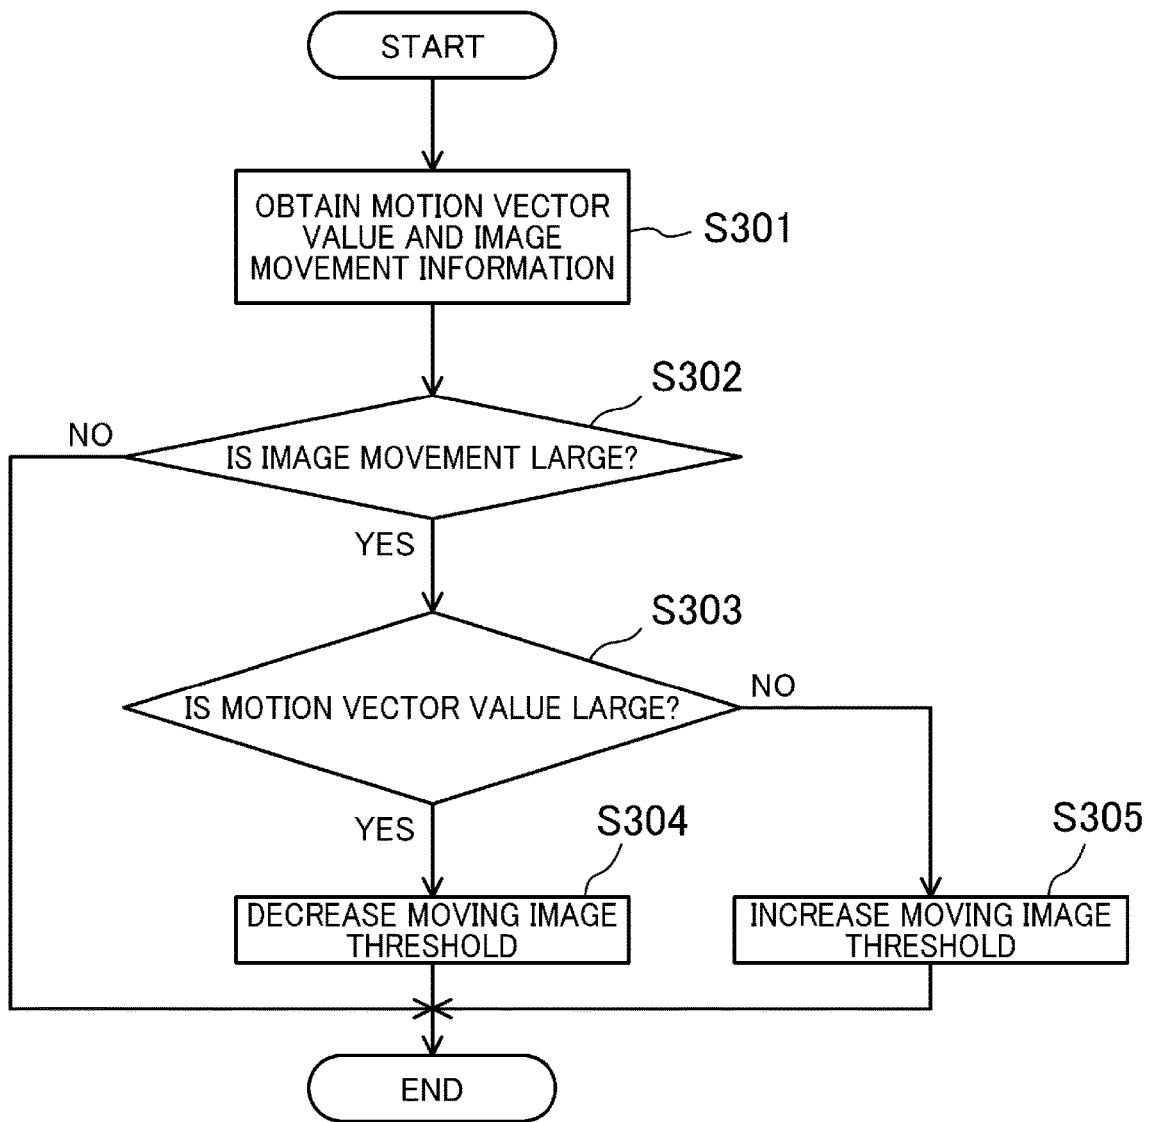 START
OBTAIN MOTION VECTOR
VALUE AND IMAGE
MOVEMENT INFORMATION
S301
S302
NO
IS IMAGE MOVEMENT LARGE?
YES
S303
IS MOTION VECTOR VALUE LARGE?
NO
YES
S304
S305
DECREASE MOVING IMAGE
THRESHOLD
INCREASE MOVING IMAGE
THRESHOLD
END